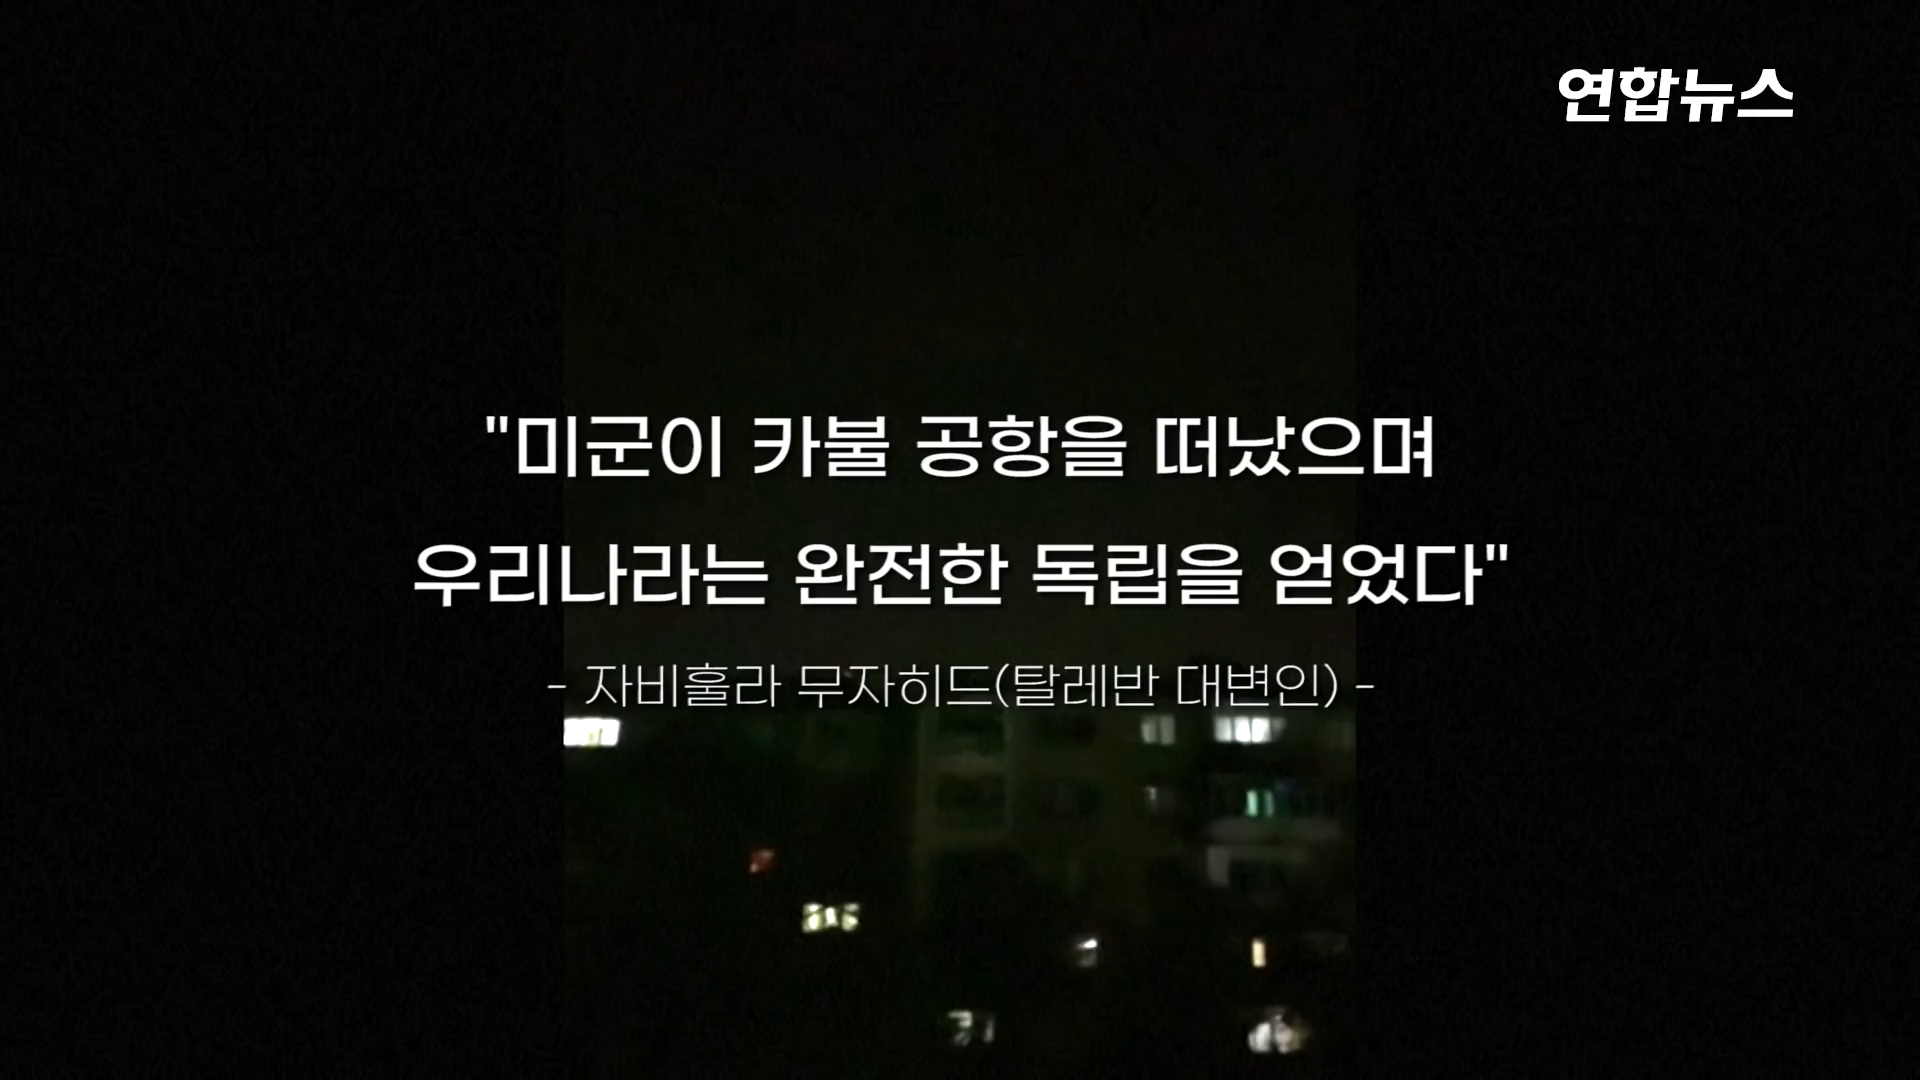 연합뉴스
"미군이 카불 공항을 떠났으며
우리나라는 완전한 독립을 얻었다"
- 자비훌라 무자히드(탈레반 대변인) -